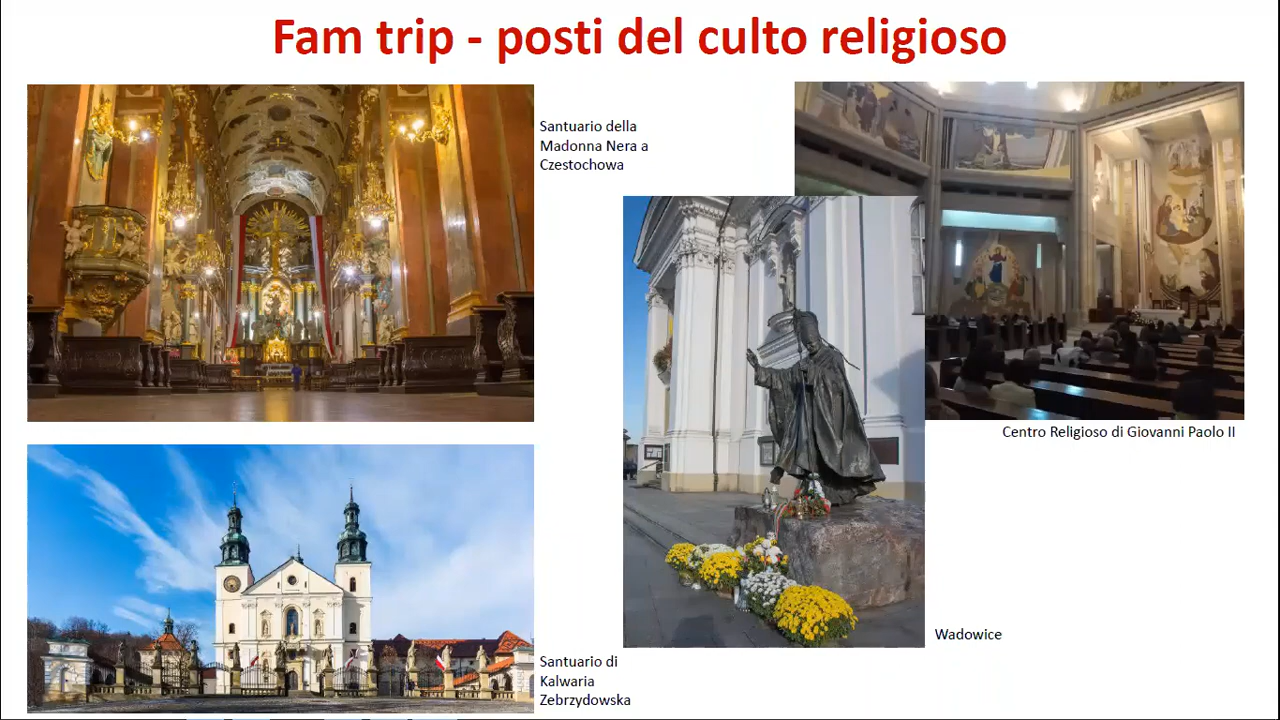 Fam trip - posti del culto religioso
Santuario della
Madonna Nera a
Czestochowa
Centro Religioso di Giovanni Paolo II
Wadowice
Santuario di
Kalwaria
Zebrzydowska